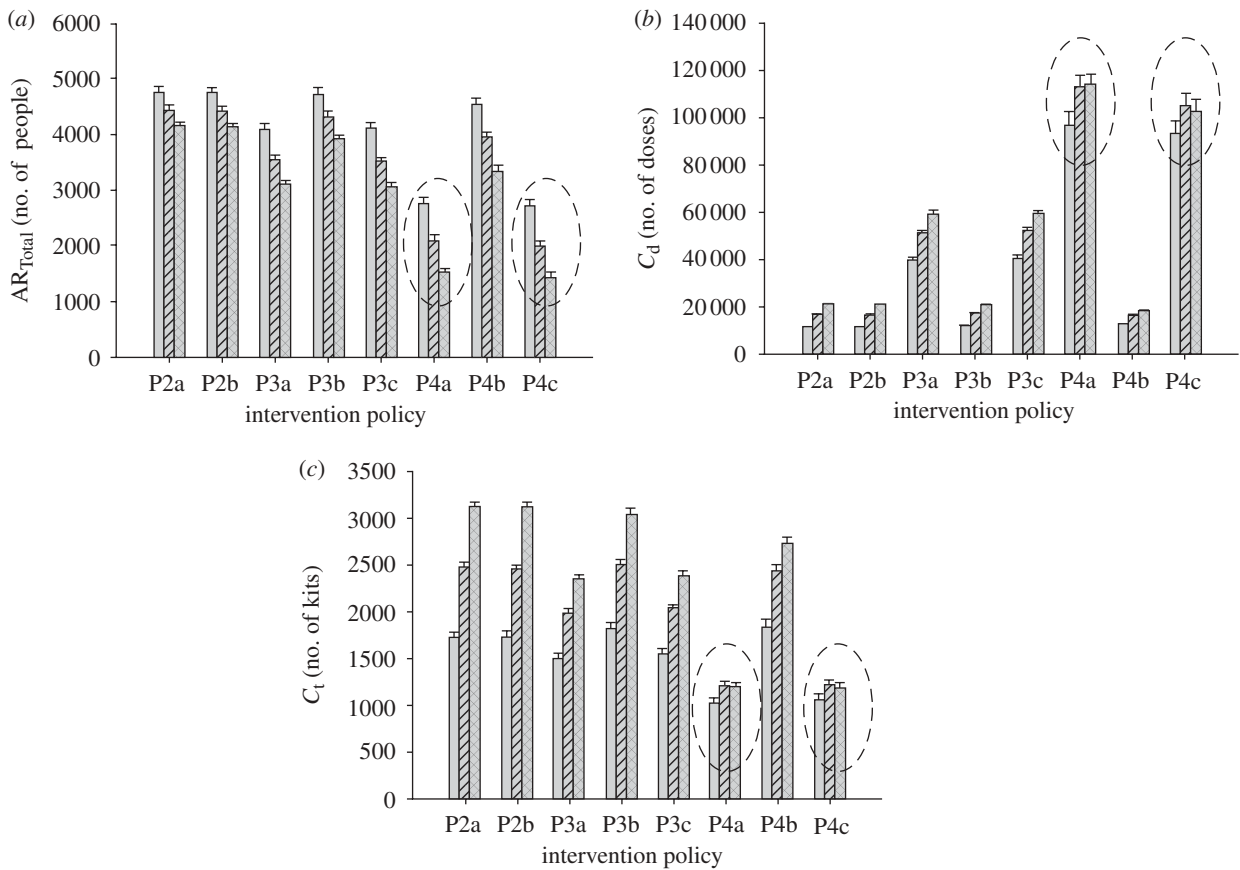 (a)
6000
5000
4000
3000
2000
1000
0
AR_Total (no. of people)
P2a P2b P3a P3b P3c P4a P4b P4c
intervention policy
(b)
140 000
120 000
100 000
80 000
60 000
40 000
20 000
0
C_d (no. of doses)
P2a P2b P3a P3b P3c P4a P4b P4c
intervention policy
(c)
3500
3000
2500
2000
1500
1000
500
0
C_t (no. of kits)
P2a P2b P3a P3b P3c P4a P4b P4c
intervention policy